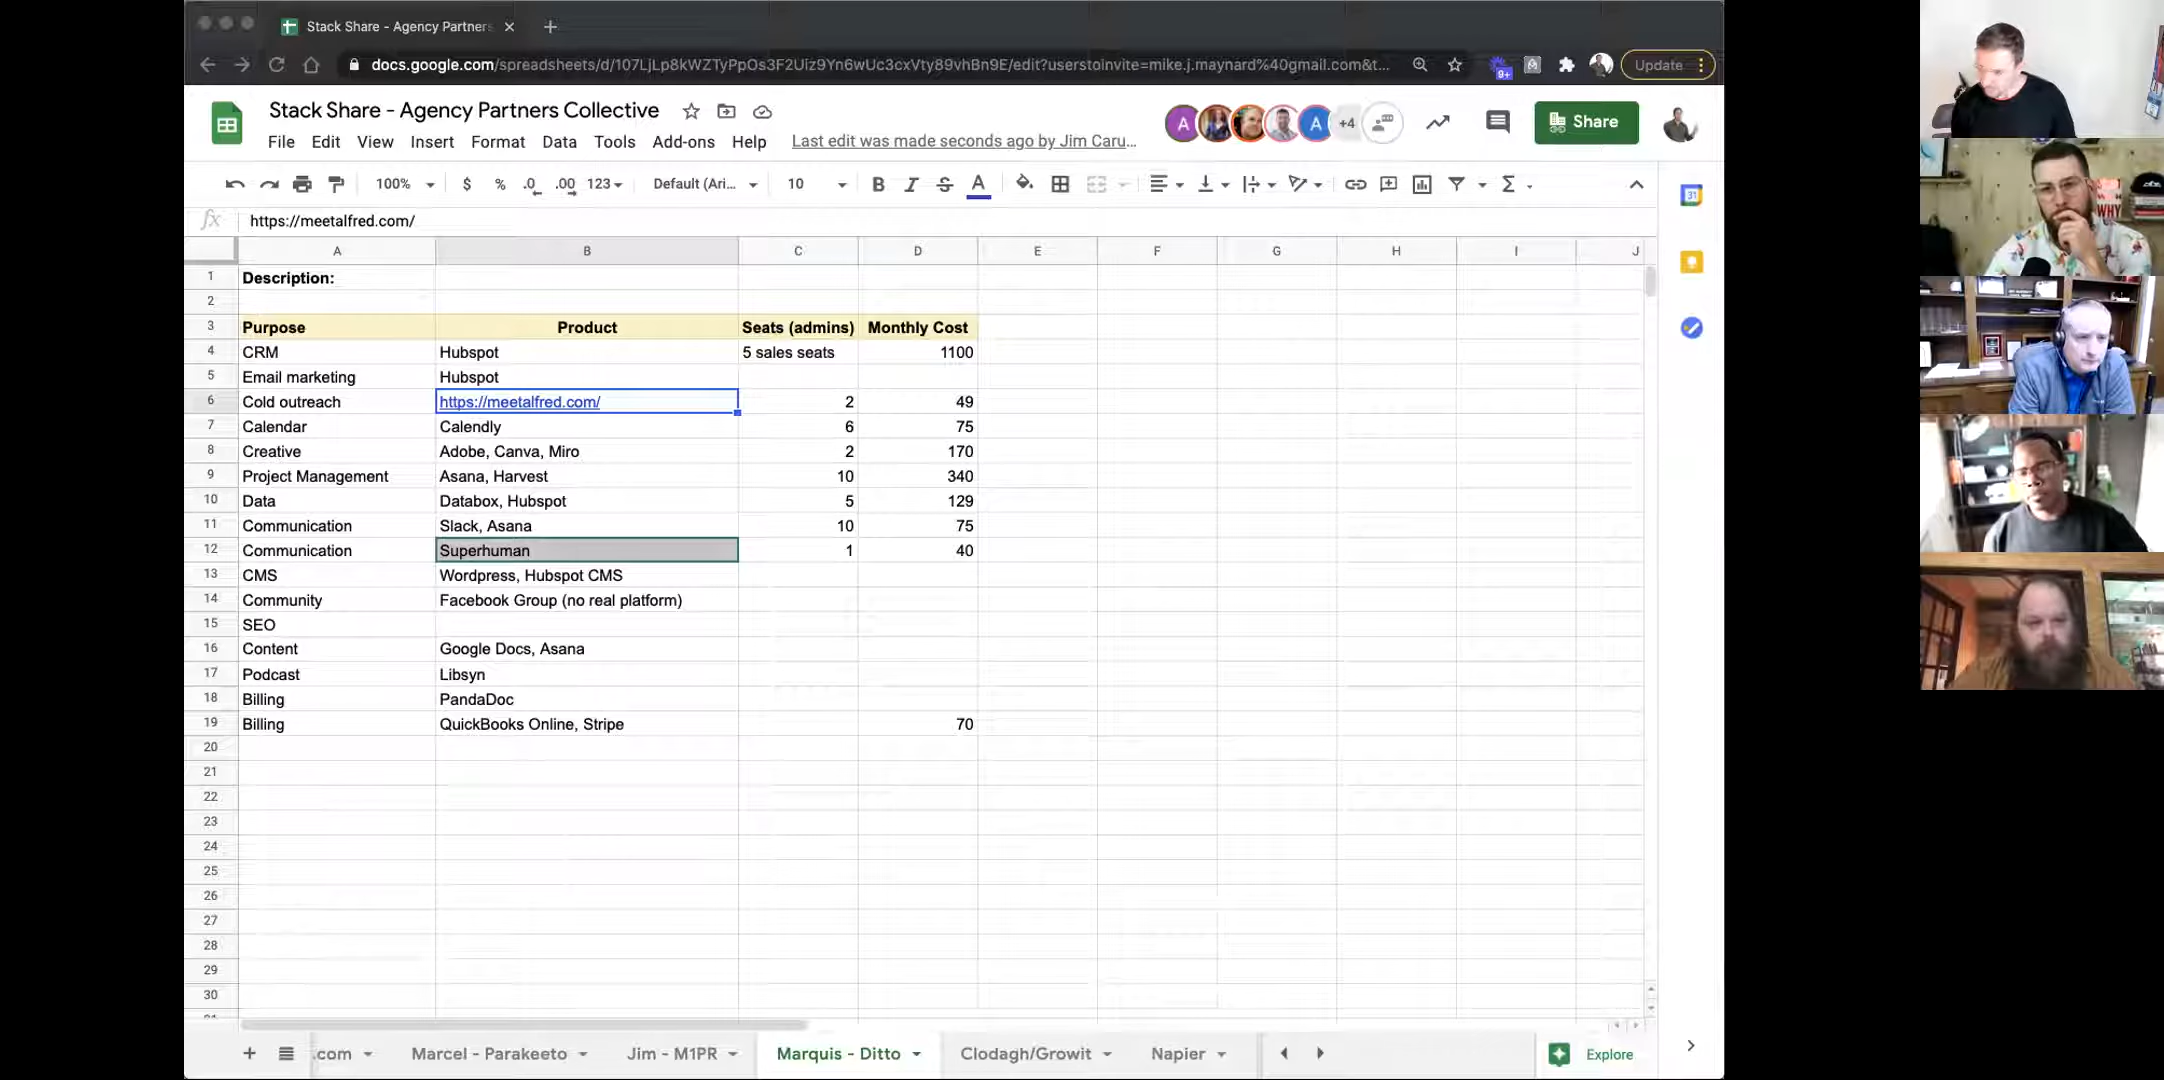 Stack Share - Agency Partners
docs.google.com/spreadsheets/d/107LjLp8kWZTyPpOs3F2Uiz9Yn6wUc3cxVty89vhBn9E/edit?userstoinvite=mike.j.maynard%40gmail.com&t...
9+
Update
Stack Share - Agency Partners Collective
A
A
+4
Share
File Edit View Insert Format Data Tools Add-ons Help Last edit was made seconds ago by Jim Caru...
100% $ % .0 .00 123 Default (Ari... 10 B I S A
31
fx https://meetalfred.com/
A B C D E F G H I J
1 Description:
2
3 Purpose Product Seats (admins) Monthly Cost
4 CRM Hubspot 5 sales seats 1100
5 Email marketing Hubspot
6 Cold outreach https://meetalfred.com/ 2 49
7 Calendar Calendly 6 75
8 Creative Adobe, Canva, Miro 2 170
9 Project Management Asana, Harvest 10 340
10 Data Databox, Hubspot 5 129
11 Communication Slack, Asana 10 75
12 Communication Superhuman 1 40
13 CMS Wordpress, Hubspot CMS
14 Community Facebook Group (no real platform)
15 SEO
16 Content Google Docs, Asana
17 Podcast Libsyn
18 Billing PandaDoc
19 Billing QuickBooks Online, Stripe 70
20
21
22
23
24
25
26
27
28
29
30
.com Marcel - Parakeeto Jim - M1PR Marquis - Ditto Clodagh/Growit Napier Explore
WHY